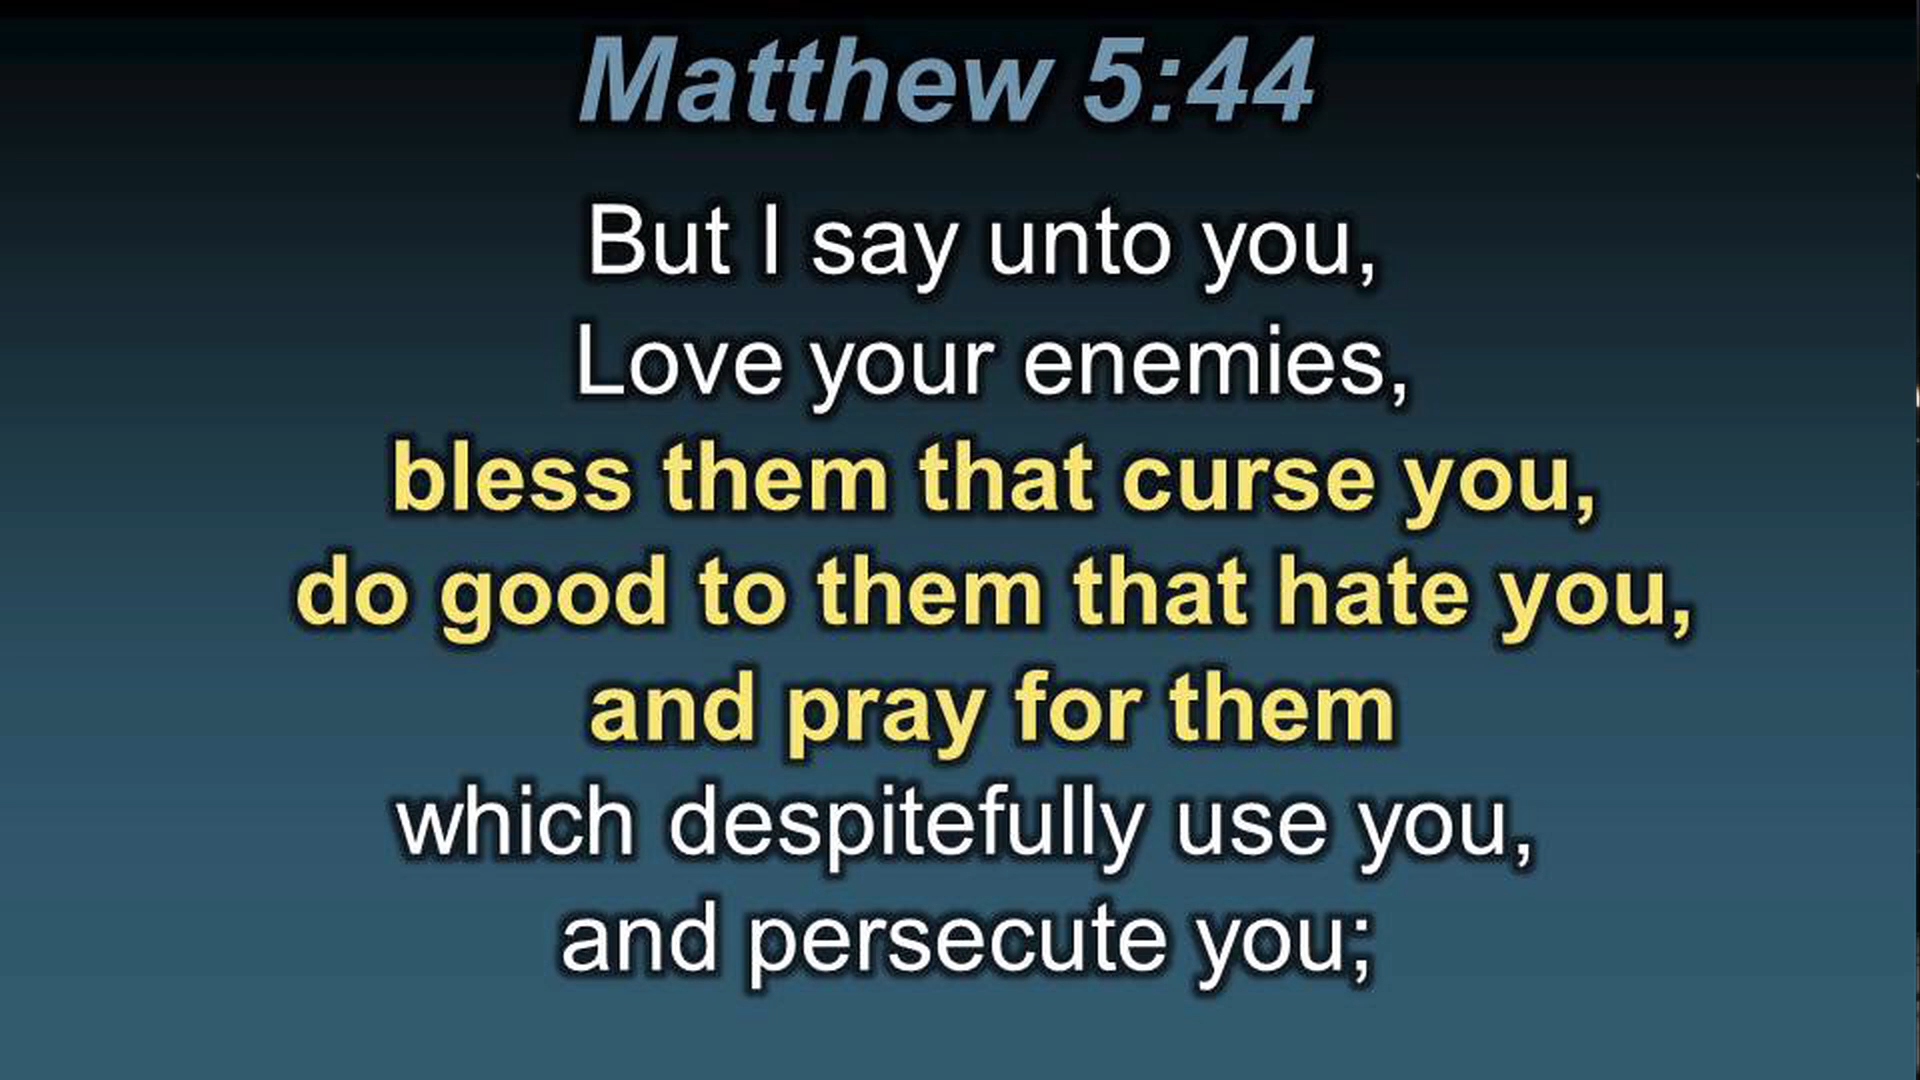 Matthew 5:44
But I say unto you,
Love your enemies,
bless them that curse you,
do good to them that hate you,
and pray for them
which despitefully use you,
and persecute you;